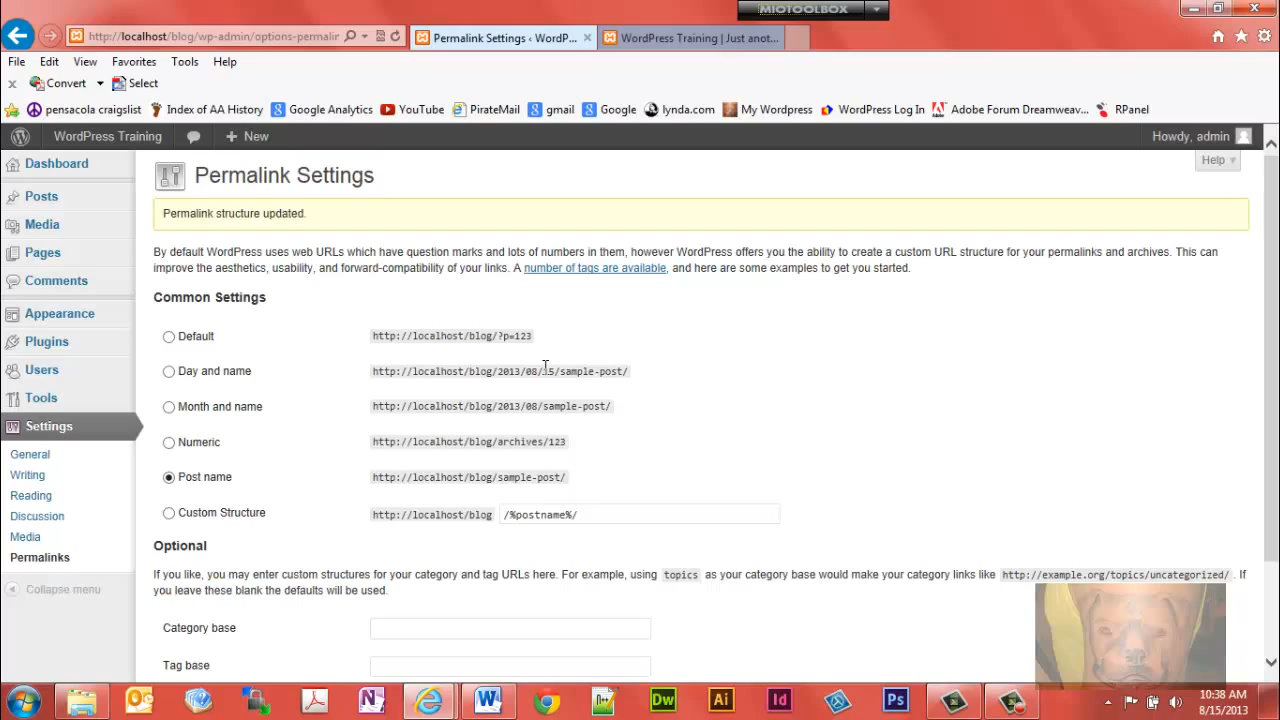 MIOTOOLBOX
http://localhost/blog/wp-admin/options-permalin
Permalink Settings ‹ WordP...
WordPress Training | Just anot...
File Edit View Favorites Tools Help
Convert Select
pensacola craigslist Index of AA History Google Analytics YouTube PirateMail gmail Google lynda.com My Wordpress WordPress Log In Adobe Forum Dreamweav... RPanel
WordPress Training New Howdy, admin
Dashboard
Posts
Media
Pages
Comments
Appearance
Plugins
Users
Tools
Settings
General
Writing
Reading
Discussion
Media
Permalinks
Collapse menu
Help
Permalink Settings
Permalink structure updated.
By default WordPress uses web URLs which have question marks and lots of numbers in them, however WordPress offers you the ability to create a custom URL structure for your permalinks and archives. This can
improve the aesthetics, usability, and forward-compatibility of your links. A number of tags are available, and here are some examples to get you started.
Common Settings
Default http://localhost/blog/?p=123
Day and name http://localhost/blog/2013/08/15/sample-post/
Month and name http://localhost/blog/2013/08/sample-post/
Numeric http://localhost/blog/archives/123
Post name http://localhost/blog/sample-post/
Custom Structure http://localhost/blog /%postname%/
Optional
If you like, you may enter custom structures for your category and tag URLs here. For example, using topics as your category base would make your category links like http://example.org/topics/uncategorized/ . If
you leave these blank the defaults will be used.
Category base
Tag base
Dw Ai Id Ps
10:38 AM
8/15/2013